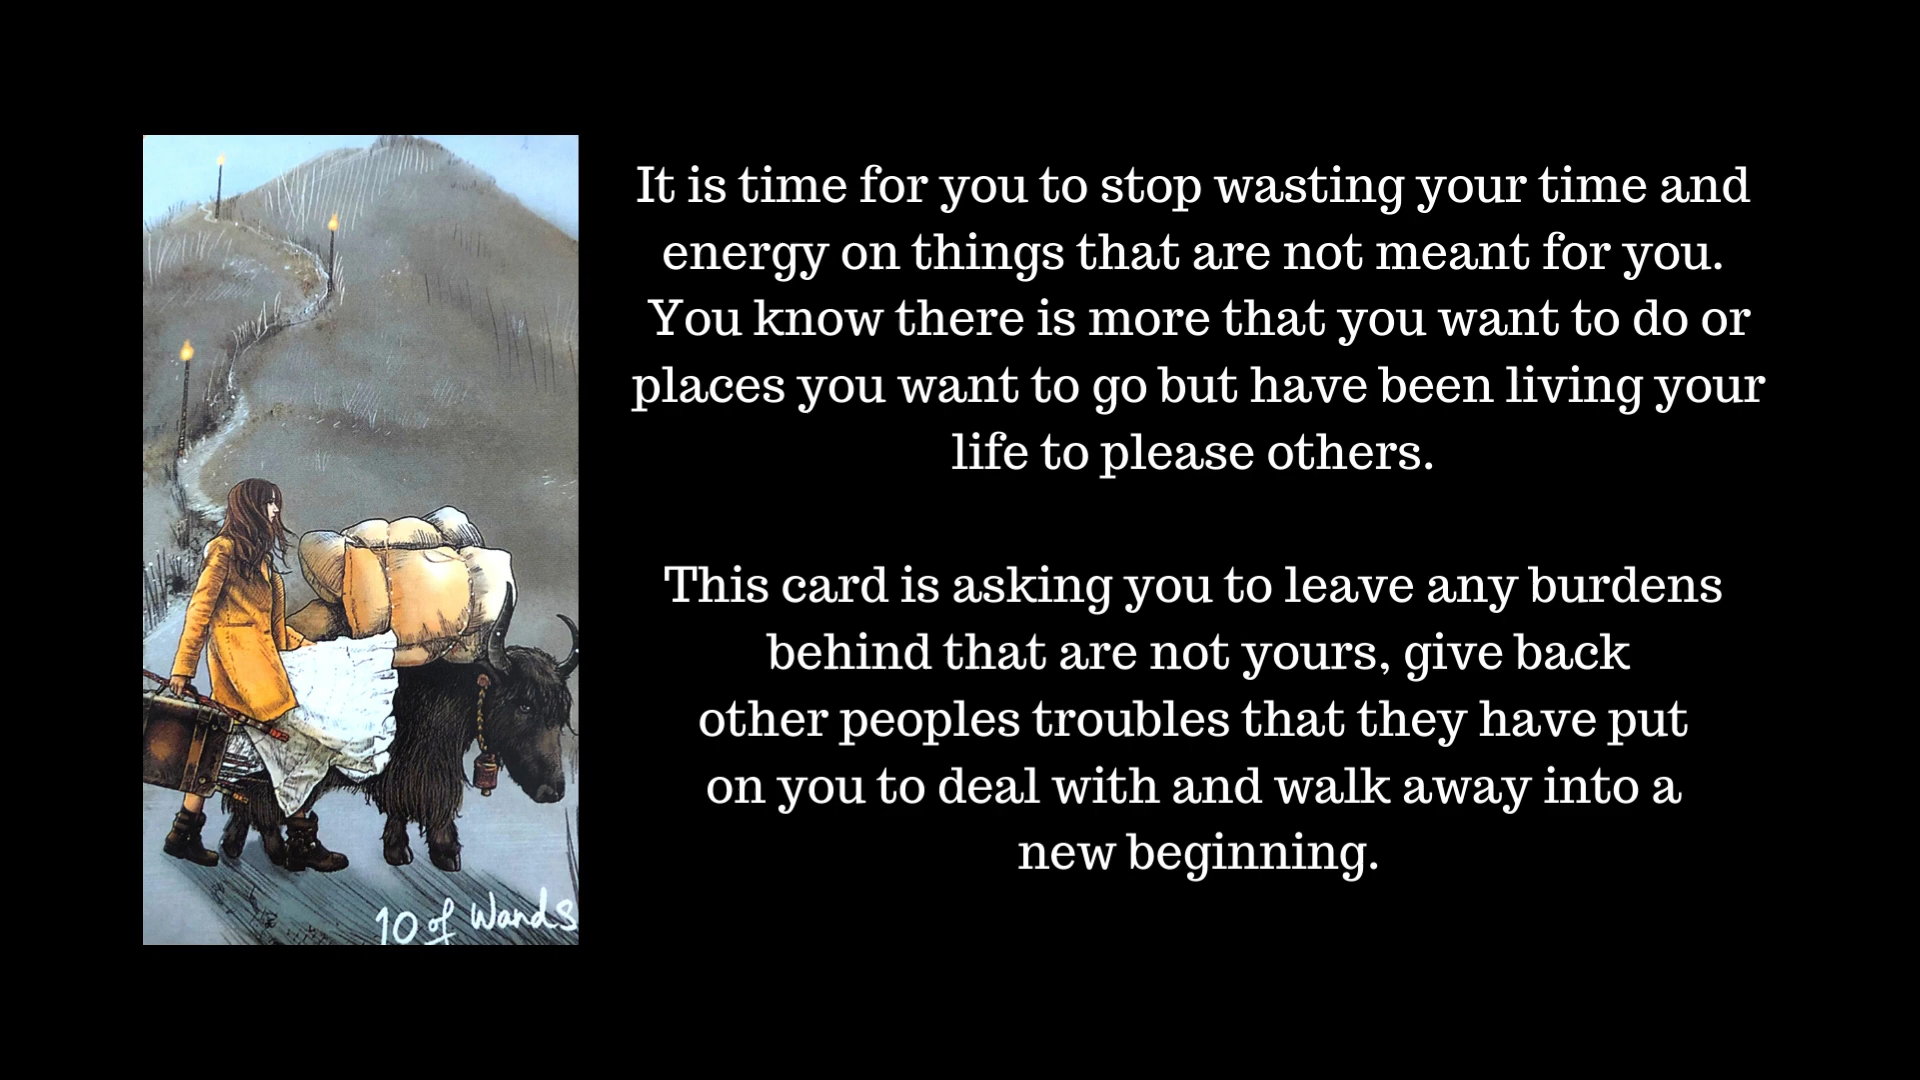 It is time for you to stop wasting your time and
energy on things that are not meant for you.
You know there is more that you want to do or
places you want to go but have been living your
life to please others.
This card is asking you to leave any burdens
behind that are not yours, give back
other peoples troubles that they have put
on you to deal with and walk away into a
new beginning.
10 of Wands